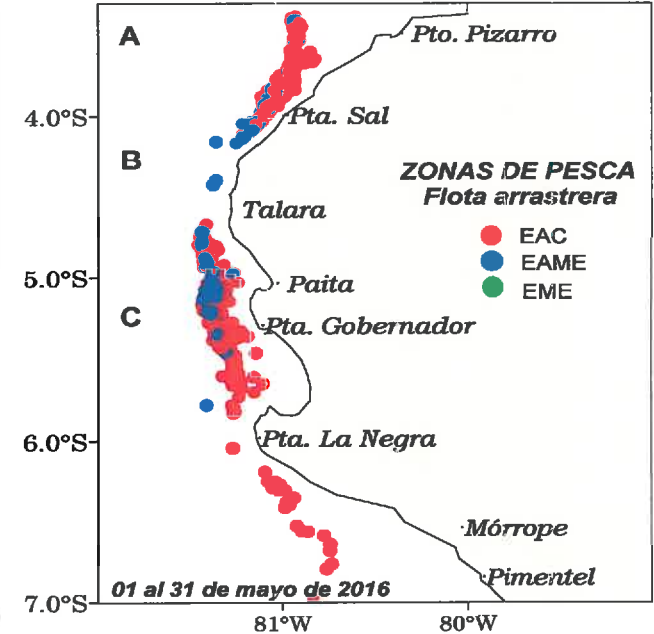 A
Pto. Pizarro
4.0°S
Pta. Sal
B
ZONAS DE PESCA
Flota arrastrera
Talara
EAC
EAME
EME
5.0°S
Paita
C
Pta. Gobernador
6.0°S
Pta. La Negra
Mórrope
Pimentel
01 al 31 de mayo de 2016
7.0°S
81°W
80°W